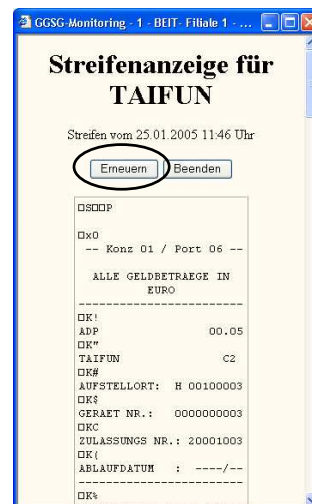 GGSG-Monitoring - 1 - BEIT- Filiale 1 - ...
Streifenanzeige für
TAIFUN
Streifen vom 25.01.2005 11:46 Uhr
Erneuern Beenden
□S□□P
□x0
-- Konz 01 / Port 06 --
ALLE GELDBETRAEGE IN
EURO
------------------------
□K!
ADP 00.05
□K"
TAIFUN C2
□K#
AUFSTELLORT: H 00100003
□K$
GERAET NR.: 0000000003
□KC
ZULASSUNGS NR.: 20001003
□K(
ABLAUFDATUM : ----/--
------------------------
□K%